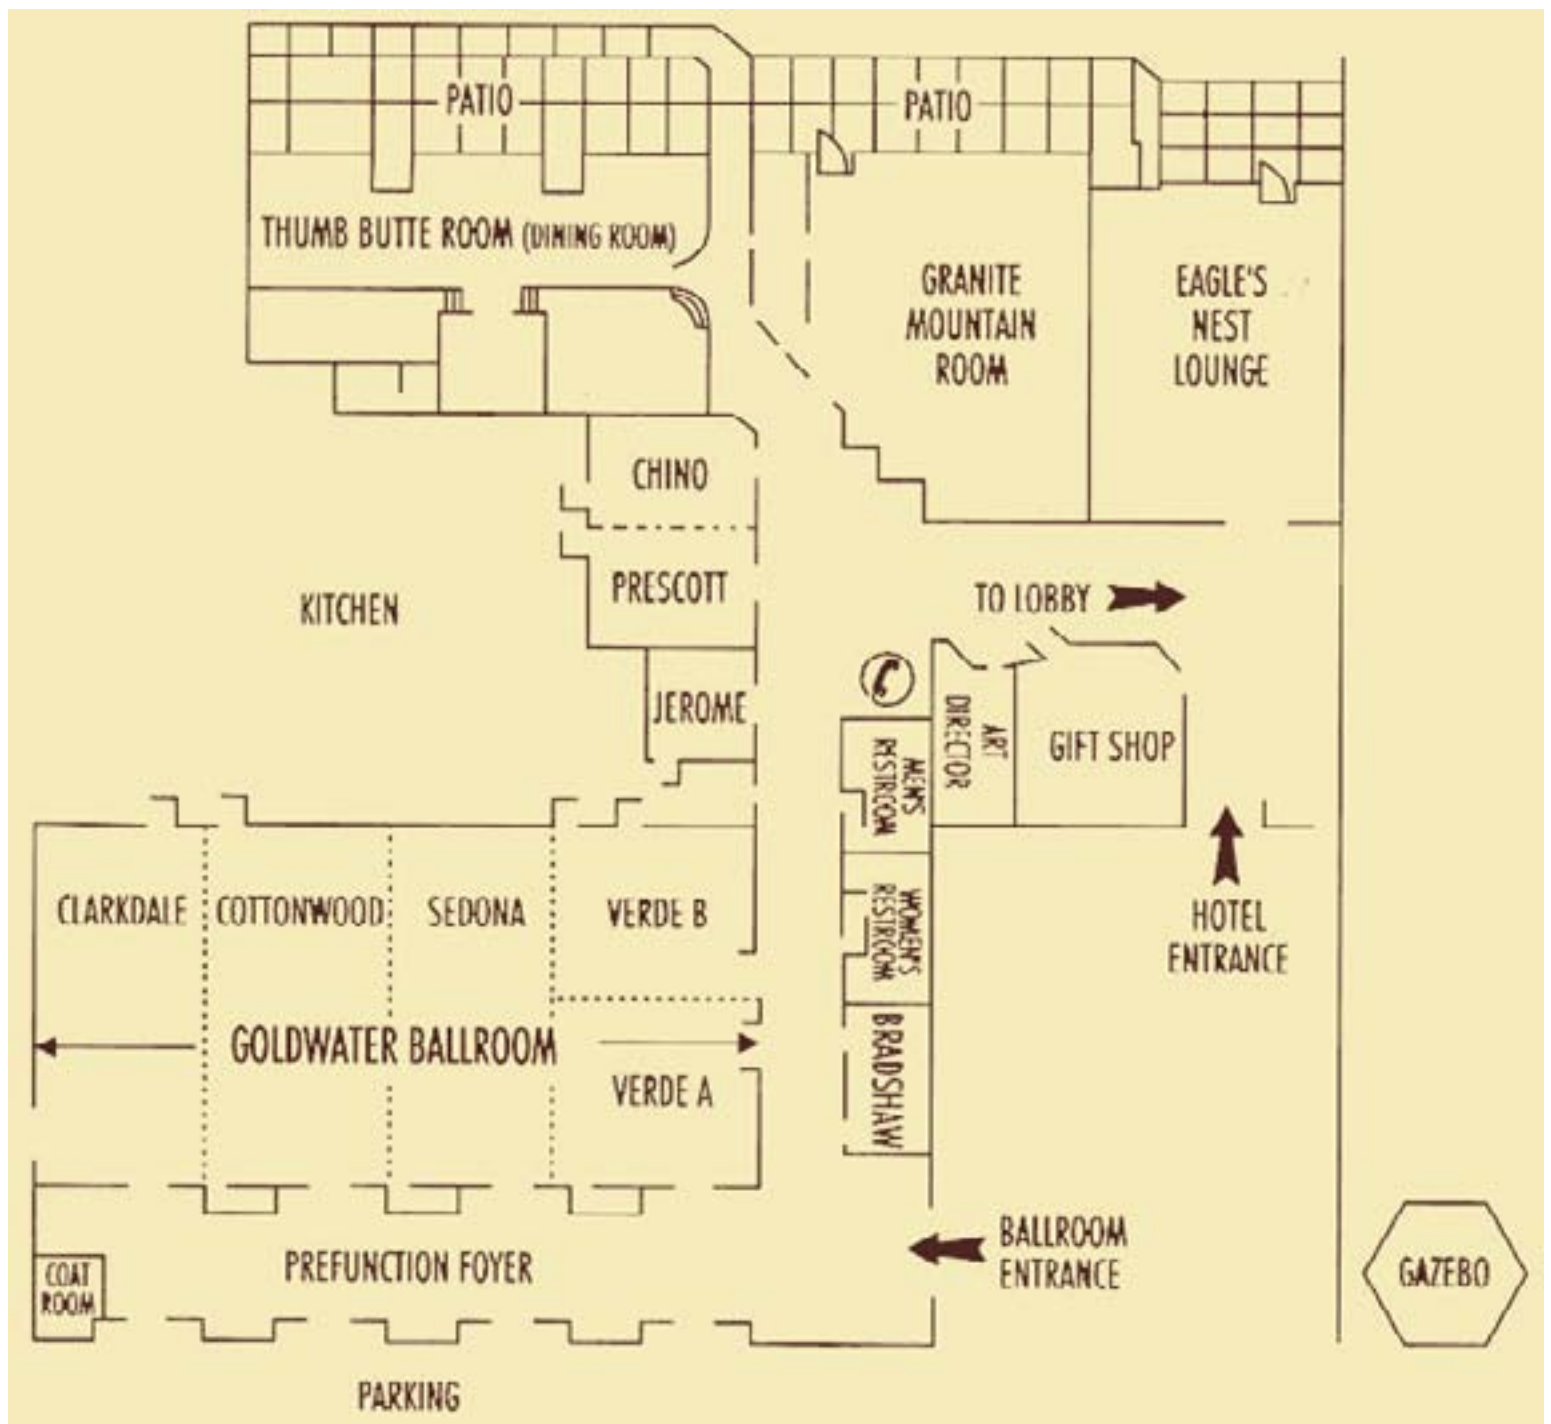 PATIO
PATIO
THUMB BUTTE ROOM (DINING ROOM)
GRANITE
MOUNTAIN
ROOM
EAGLE'S
NEST
LOUNGE
CHINO
PRESCOTT
KITCHEN
TO LOBBY
JEROME
ART
DIRECTOR
GIFT SHOP
MEN'S
RESTROOM
CLARKDALE
COTTONWOOD
SEDONA
VERDE B
WOMEN'S
RESTROOM
HOTEL
ENTRANCE
GOLDWATER BALLROOM
VERDE A
BRADSHAW
BALLROOM
ENTRANCE
PREFUNCTION FOYER
COAT
ROOM
GAZEBO
PARKING